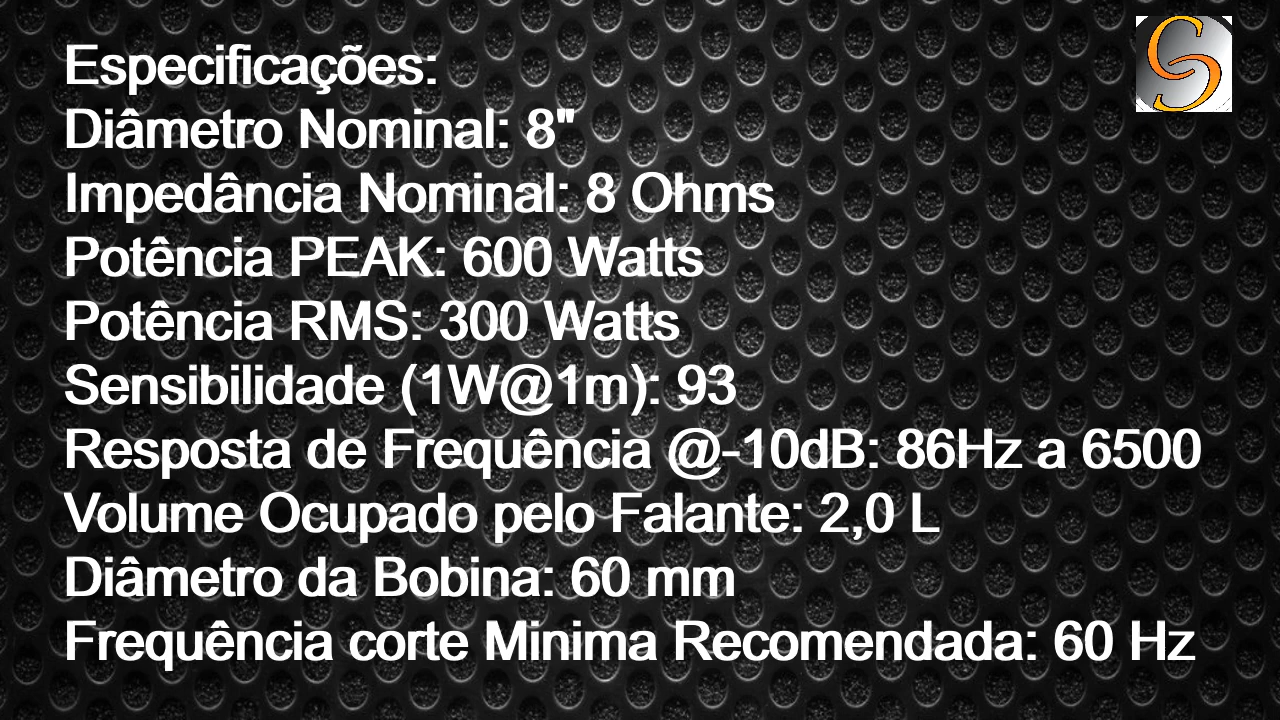 Especificações:
Diâmetro Nominal: 8"
Impedância Nominal: 8 Ohms
Potência PEAK: 600 Watts
Potência RMS: 300 Watts
Sensibilidade (1W@1m): 93
Resposta de Frequência @-10dB: 86Hz a 6500
Volume Ocupado pelo Falante: 2,0 L
Diâmetro da Bobina: 60 mm
Frequência corte Minima Recomendada: 60 Hz